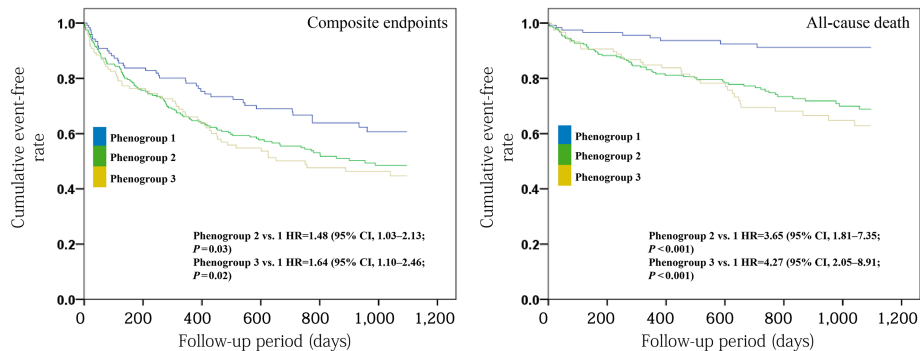 Composite endpoints
Cumulative event-free
rate
1.0
0.8
0.6
0.4
0.2
0.0
Phenogroup 1
Phenogroup 2
Phenogroup 3
Phenogroup 2 vs. 1 HR=1.48 (95% CI, 1.03–2.13;
P=0.03)
Phenogroup 3 vs. 1 HR=1.64 (95% CI, 1.10–2.46;
P=0.02)
0 200 400 600 800 1,000 1,200
Follow-up period (days)
All-cause death
Cumulative event-free
rate
1.0
0.8
0.6
0.4
0.2
0.0
Phenogroup 1
Phenogroup 2
Phenogroup 3
Phenogroup 2 vs. 1 HR=3.65 (95% CI, 1.81–7.35;
P<0.001)
Phenogroup 3 vs. 1 HR=4.27 (95% CI, 2.05–8.91;
P<0.001)
0 200 400 600 800 1,000 1,200
Follow-up period (days)